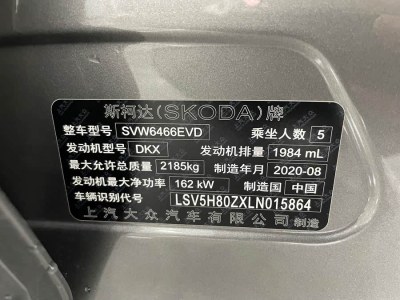 斯柯达(SKODA)牌
整车型号 SVW6466EVD 乘坐人数 5
发动机型号 DKX 发动机排量 1984 mL
最大允许总质量 2185kg 制造年月 2020-08
发动机最大净功率 162 kW 制造国 中国
车辆识别代号 LSV5H80ZXLN015864
上汽大众汽车有限公司 制造